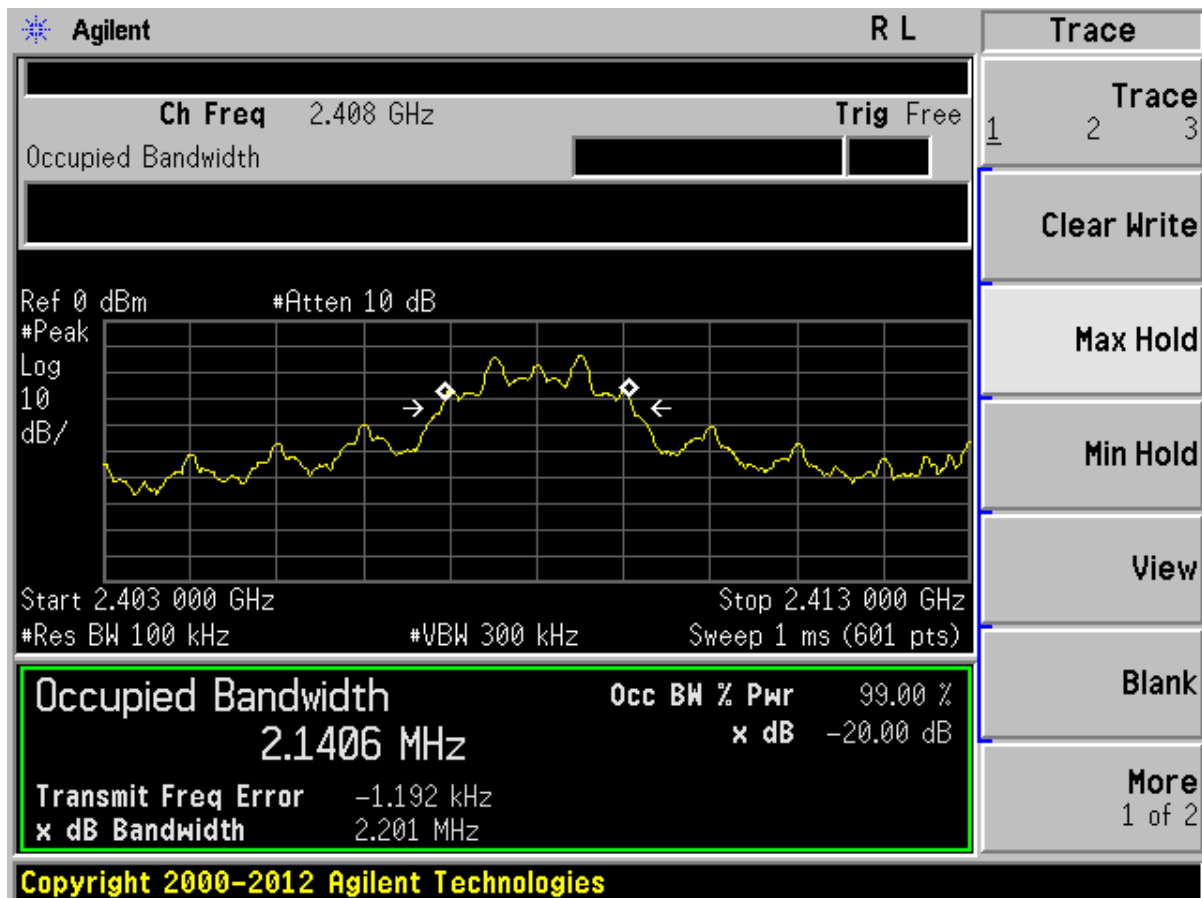 Agilent R L Trace
Ch Freq 2.408 GHz Trig Free
Occupied Bandwidth
Trace
1 2 3
Clear Write
Ref 0 dBm #Atten 10 dB
#Peak
Log
10
dB/
Max Hold
Min Hold
View
Start 2.403 000 GHz Stop 2.413 000 GHz
#Res BW 100 kHz #VBW 300 kHz Sweep 1 ms (601 pts)
Occupied Bandwidth Occ BW % Pwr 99.00 %
2.1406 MHz x dB -20.00 dB
Transmit Freq Error -1.192 kHz
x dB Bandwidth 2.201 MHz
Blank
More
1 of 2
Copyright 2000-2012 Agilent Technologies